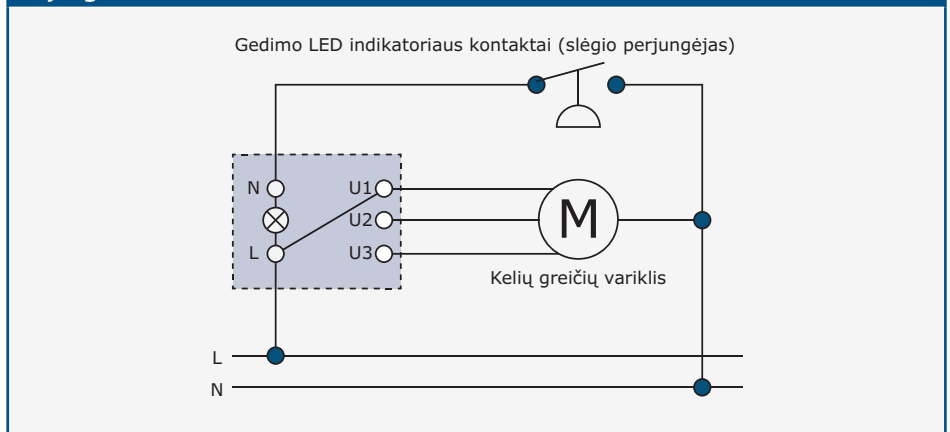 Gedimo LED indikatoriaus kontaktai (slėgio perjungėjas)
N
U1
U2
L
U3
M
Kelių greičių variklis
L
N